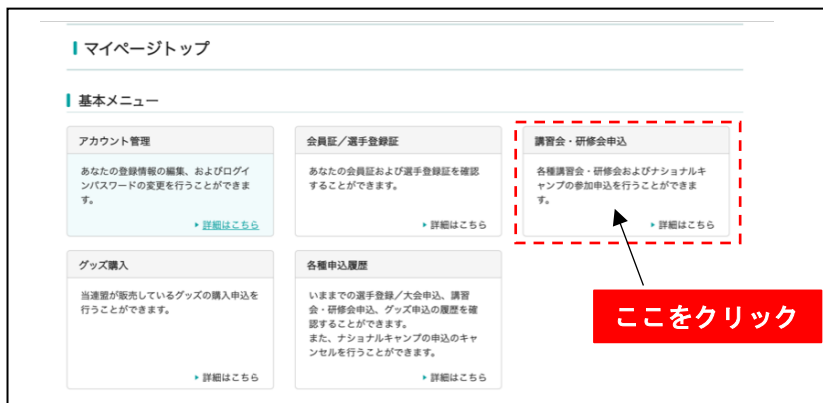 マイページトップ
基本メニュー
アカウント管理
あなたの登録情報の編集、およびログイ
ンパスワードの変更を行うことができま
す。
詳細はこちら
会員証／選手登録証
あなたの会員証および選手登録証を確認
することができます。
詳細はこちら
講習会・研修会申込
各種講習会・研修会およびナショナルキ
ャンプの参加申込を行うことができま
す。
詳細はこちら
グッズ購入
当連盟が販売しているグッズの購入申込を
行うことができます。
詳細はこちら
各種申込履歴
いままでの選手登録／大会申込、講習
会・研修会申込、グッズ申込の履歴を確
認することができます。
また、ナショナルキャンプの申込のキャ
ンセルを行うことができます。
詳細はこちら
ここをクリック